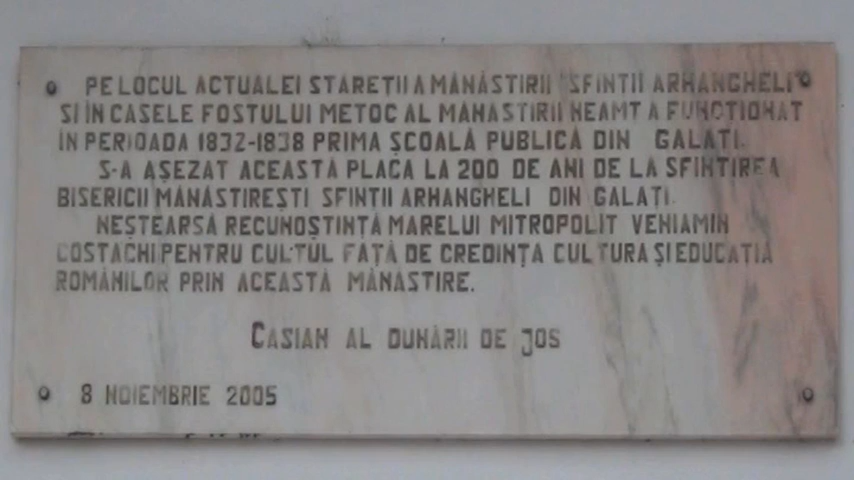 PE LOCUL ACTUALEI STAREȚII A MĂNĂSTIRII "SFINȚII ARHANGHELI"
ȘI ÎN CASELE FOSTULUI METOC AL MANASTIRII NEAMȚ A FUNCȚIONAT
ÎN PERIOADA 1832-1838 PRIMA ȘCOALĂ PUBLICĂ DIN GALAȚI.
S-A AȘEZAT ACEASTĂ PLACĂ LA 200 DE ANI DE LA SFINȚIREA
BISERICII MĂNĂSTIREȘTI SFINȚII ARHANGHELI DIN GALAȚI.
NEȘTEARSĂ RECUNOȘTINȚĂ MARELUI MITROPOLIT VENIAMIN
COSTACHI PENTRU CULTUL FAȚĂ DE CREDINȚA CULTURA ȘI EDUCAȚIA
ROMÂNILOR PRIN ACEASTĂ MÂNĂSTIRE.
CASIAN AL DUNĂRII DE JOS
8 NOIEMBRIE 2005